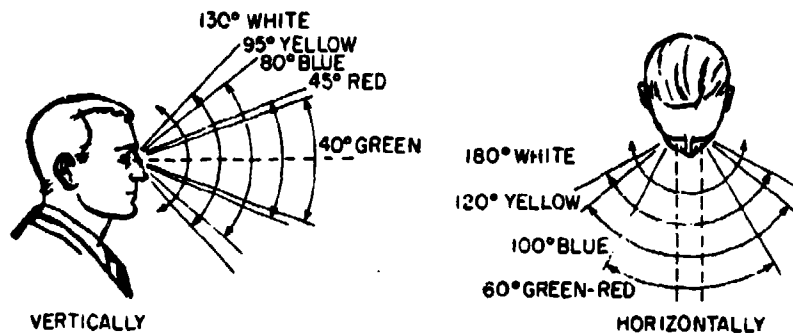 130° WHITE
95° YELLOW
80° BLUE
45° RED
40° GREEN
VERTICALLY
180° WHITE
120° YELLOW
100° BLUE
60° GREEN-RED
HORIZONTALLY